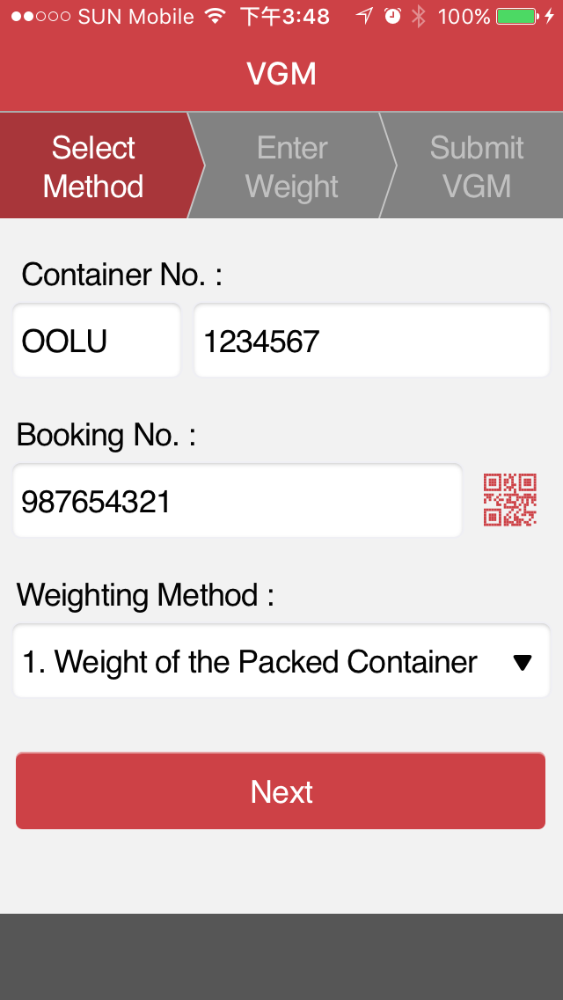 SUN Mobile 下午3:48 100%
VGM
Select
Method
Enter
Weight
Submit
VGM
Container No. :
OOLU 1234567
Booking No. :
987654321
Weighting Method :
1. Weight of the Packed Container
Next